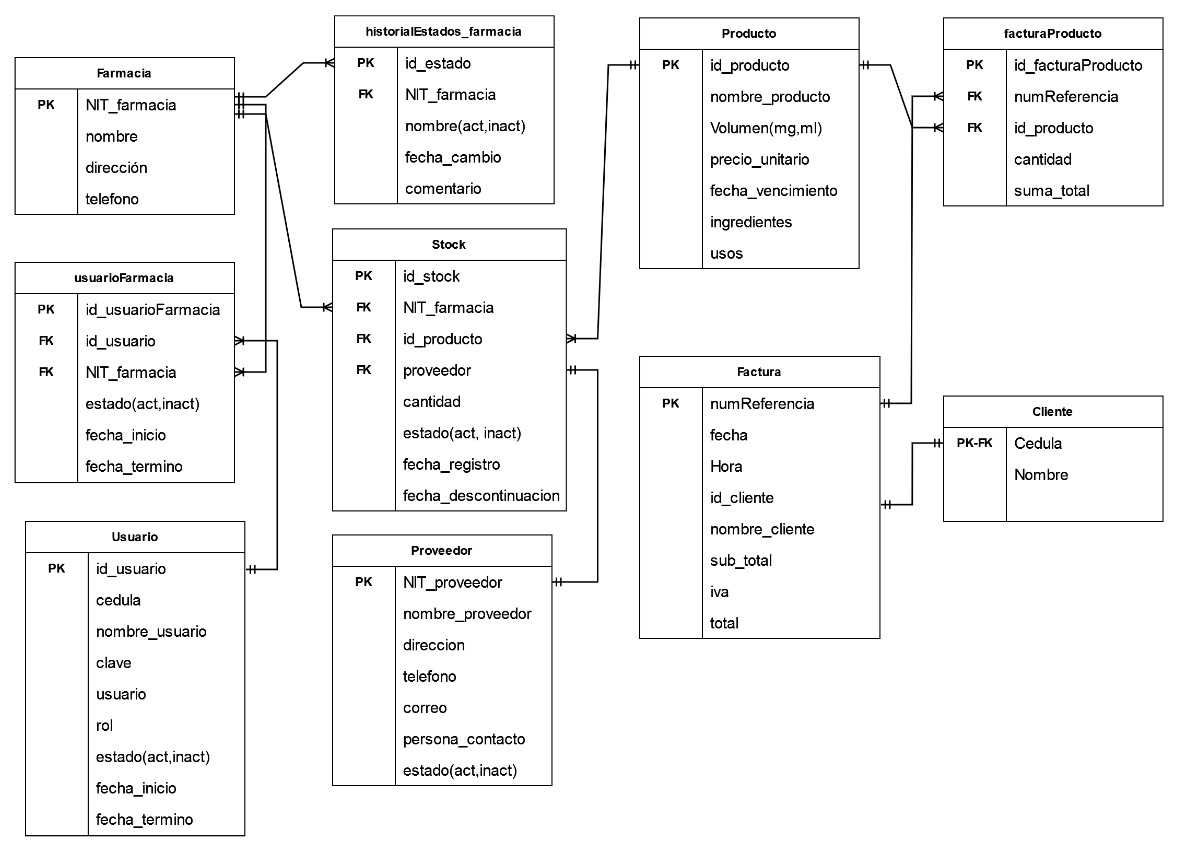 Farmacia
PK NIT_farmacia
nombre
dirección
telefono
historialEstados_farmacia
PK id_estado
FK NIT_farmacia
nombre(act,inact)
fecha_cambio
comentario
Producto
PK id_producto
nombre_producto
Volumen(mg,ml)
precio_unitario
fecha_vencimiento
ingredientes
usos
facturaProducto
PK id_facturaProducto
FK numReferencia
FK id_producto
cantidad
suma_total
usuarioFarmacia
PK id_usuarioFarmacia
FK id_usuario
FK NIT_farmacia
estado(act,inact)
fecha_inicio
fecha_termino
Stock
PK id_stock
FK NIT_farmacia
FK id_producto
FK proveedor
cantidad
estado(act, inact)
fecha_registro
fecha_descontinuacion
Factura
PK numReferencia
fecha
Hora
id_cliente
nombre_cliente
sub_total
iva
total
Cliente
PK-FK Cedula
Nombre
Usuario
PK id_usuario
cedula
nombre_usuario
clave
usuario
rol
estado(act,inact)
fecha_inicio
fecha_termino
Proveedor
PK NIT_proveedor
nombre_proveedor
direccion
telefono
correo
persona_contacto
estado(act,inact)